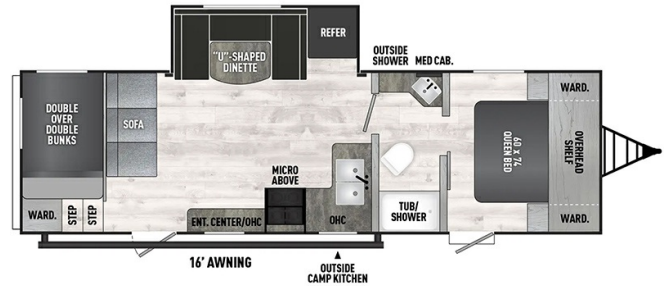 REFER
"U"-SHAPED
DINETTE
OUTSIDE
SHOWER
MED CAB.
DOUBLE
OVER
DOUBLE
BUNKS
SOFA
WARD.
60 X 74
QUEEN BED
OVERHEAD
SHELF
MICRO
ABOVE
WARD.
STEP
STEP
ENT. CENTER/OHC
OHC
TUB/
SHOWER
WARD.
16' AWNING
OUTSIDE
CAMP KITCHEN